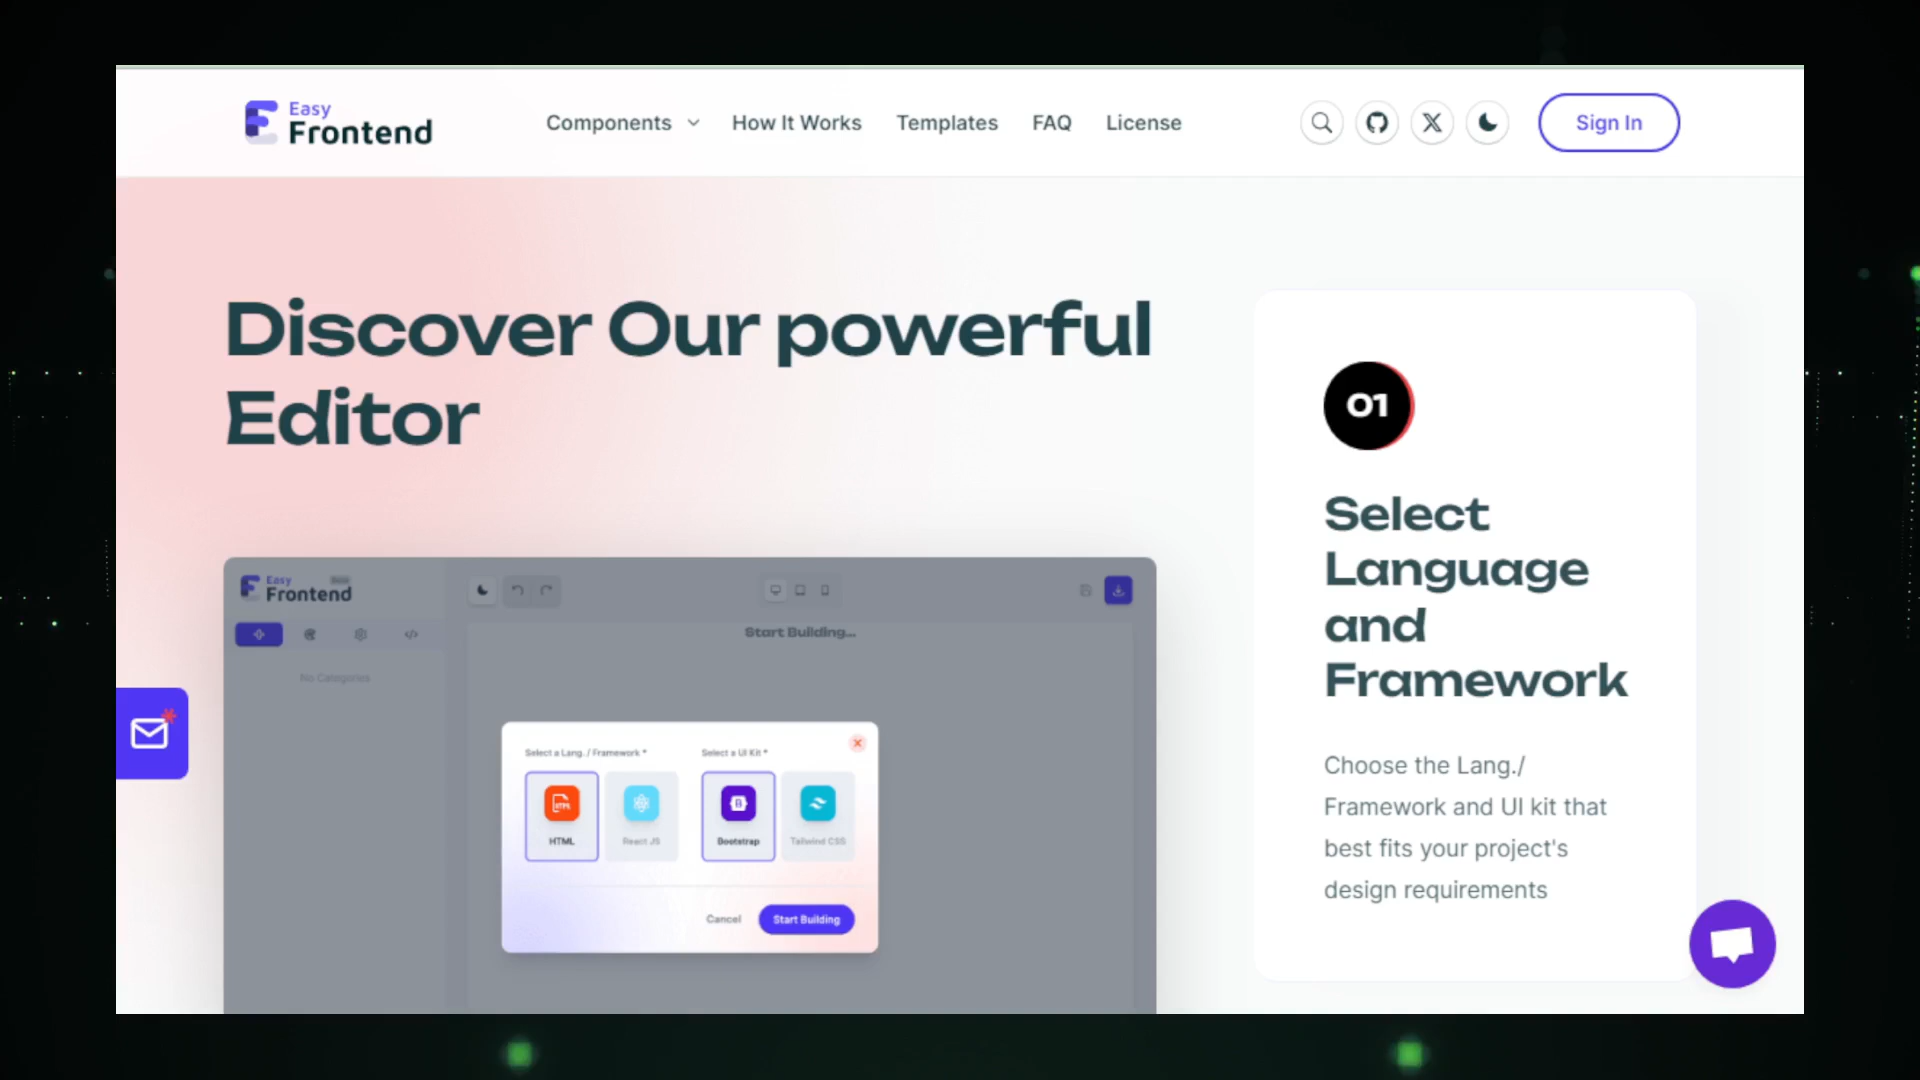 Easy
Frontend
Components
How It Works
Templates
FAQ
License
Sign In
Discover Our powerful
Editor
01
Select
Language
and
Framework
Choose the Lang./
Framework and UI kit that
best fits your project's
design requirements
Easy
Frontend
Start Building...
No Categories
Select a Lang. / Framework *
Select a UI Kit *
HTML
React JS
Bootstrap
Tailwind CSS
Cancel
Start Building